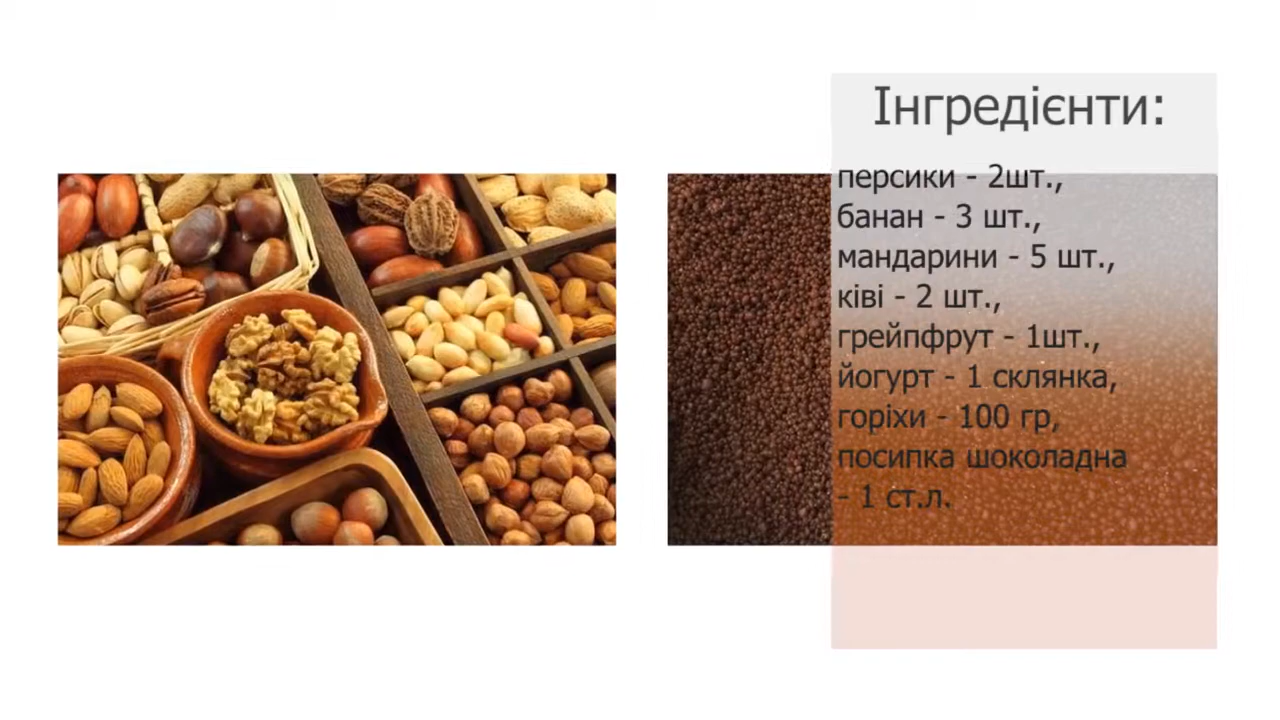 Інгредієнти:
персики - 2шт.,
банан - 3 шт.,
мандарини - 5 шт.,
ківі - 2 шт.,
грейпфрут - 1шт.,
йогурт - 1 склянка,
горіхи - 100 гр,
посипка шоколадна
- 1 ст.л.